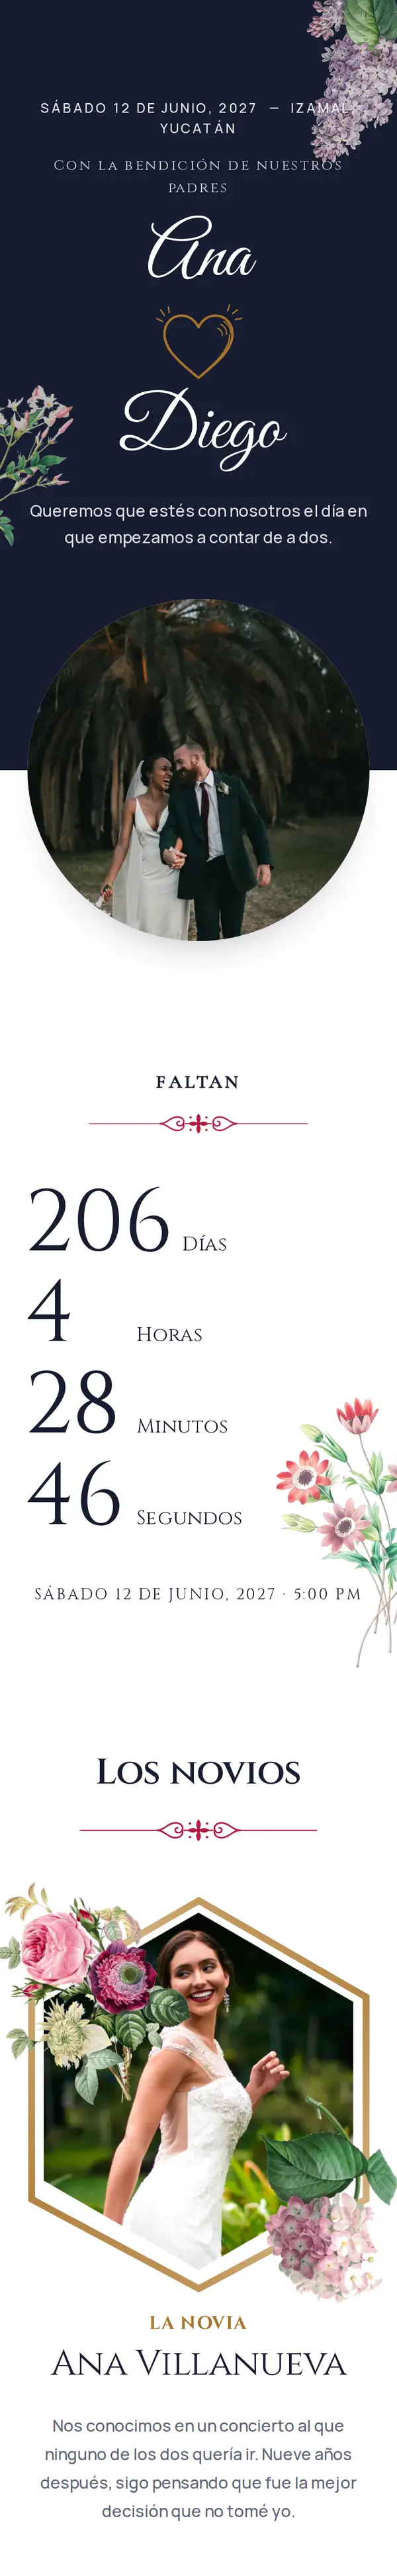 SÁBADO 12 DE JUNIO, 2027 — IZAMAL,
YUCATÁN
Con la bendición de nuestros
padres
Ana
Diego
Queremos que estés con nosotros el día en
que empezamos a contar de a dos.
FALTAN
206 Días
4 Horas
28 Minutos
46 Segundos
SÁBADO 12 DE JUNIO, 2027 · 5:00 PM
Los novios
LA NOVIA
Ana Villanueva
Nos conocimos en un concierto al que
ninguno de los dos quería ir. Nueve años
después, sigo pensando que fue la mejor
decisión que no tomé yo.